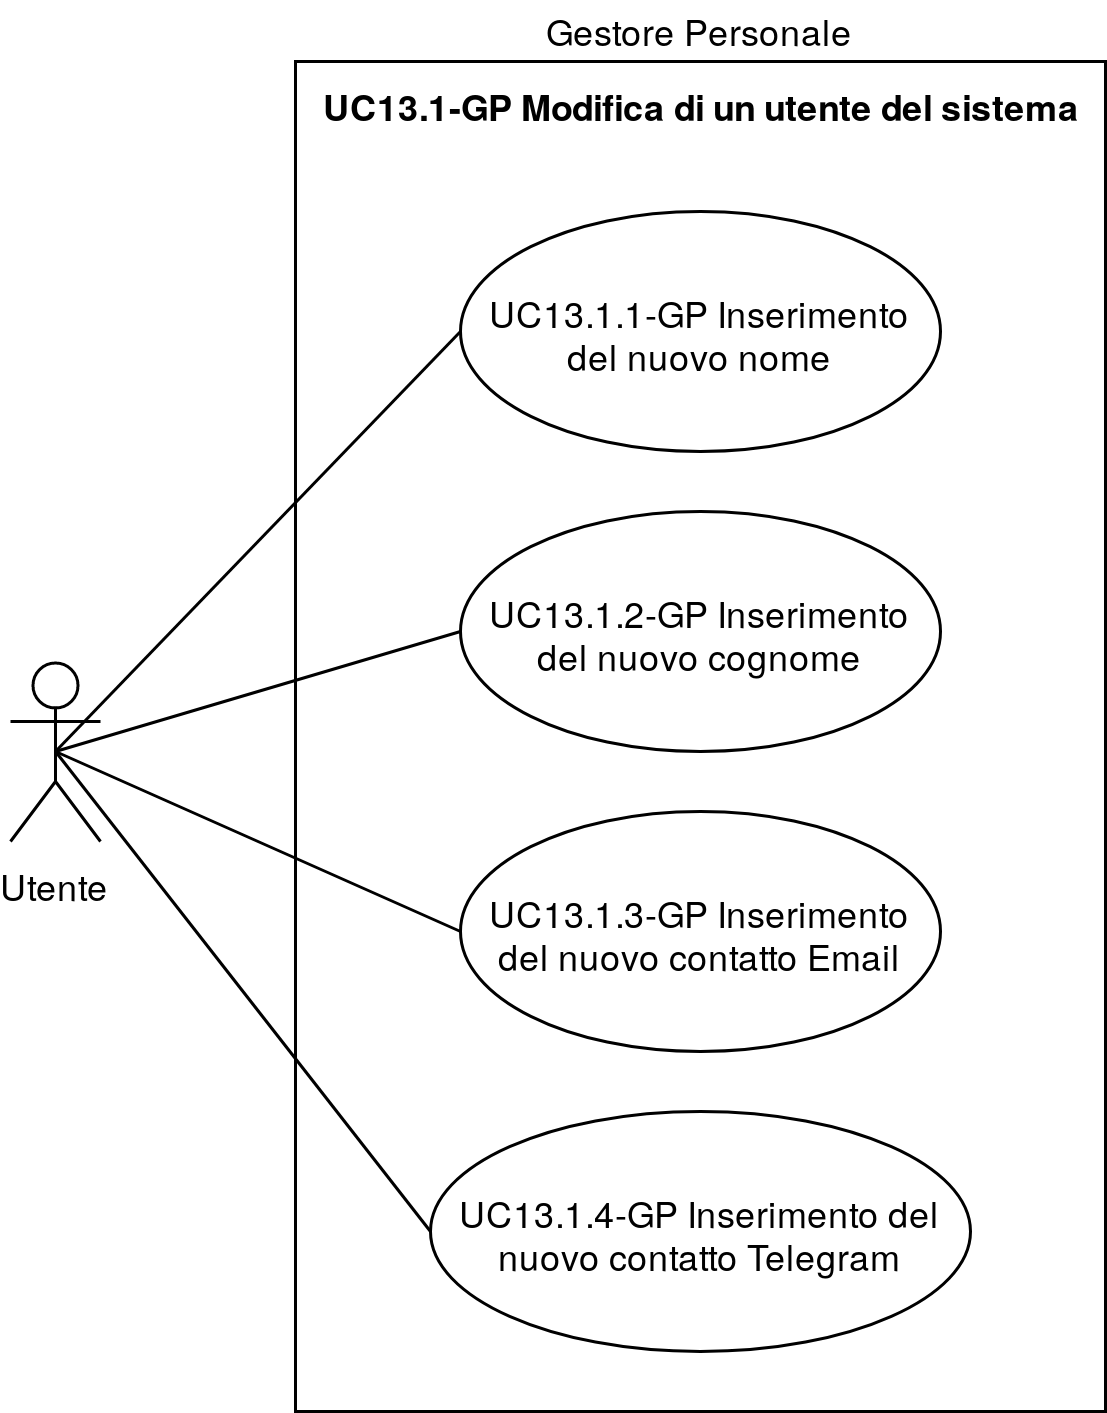 Gestore Personale
UC13.1-GP Modifica di un utente del sistema
UC13.1.1-GP Inserimento
del nuovo nome
UC13.1.2-GP Inserimento
del nuovo cognome
Utente
UC13.1.3-GP Inserimento
del nuovo contatto Email
UC13.1.4-GP Inserimento del
nuovo contatto Telegram